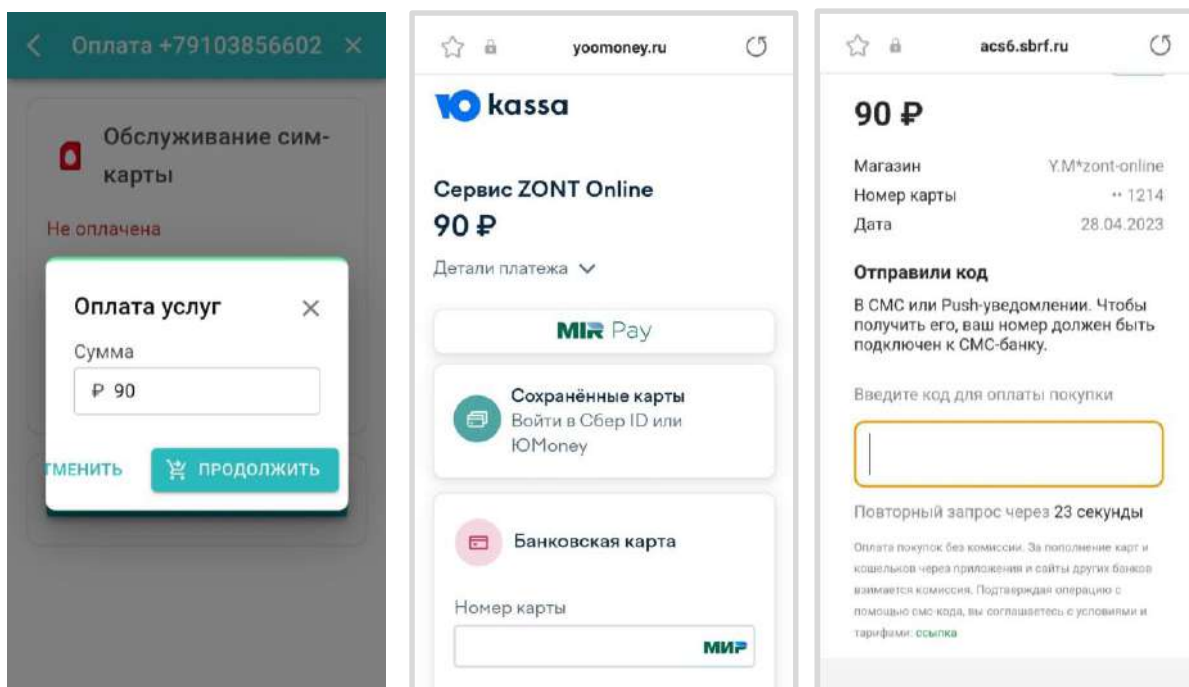 Оплата +79103856602
Обслуживание сим-
карты
Не оплачена
Оплата услуг
Сумма
₽ 90
ТМЕНИТЬ
ПРОДОЛЖИТЬ
yoomoney.ru
Ю kassa
Сервис ZONT Online
90 ₽
Детали платежа
MIR Pay
Сохранённые карты
Войти в Сбер ID или
ЮMoney
Банковская карта
Номер карты
МИР
acs6.sbrf.ru
90 ₽
Магазин Y.M*zont-online
Номер карты •• 1214
Дата 28.04.2023
Отправили код
В СМС или Push-уведомлении. Чтобы
получить его, ваш номер должен быть
подключен к СМС-банку.
Введите код для оплаты покупки
Повторный запрос через 23 секунды
Оплата покупок без комиссии. За пополнение карт и
кошельков через приложения и сайты других банков
взимается комиссия. Подтверждая операцию с
помощью смс-кода, вы соглашаетесь с условиями и
тарифами: ссылка